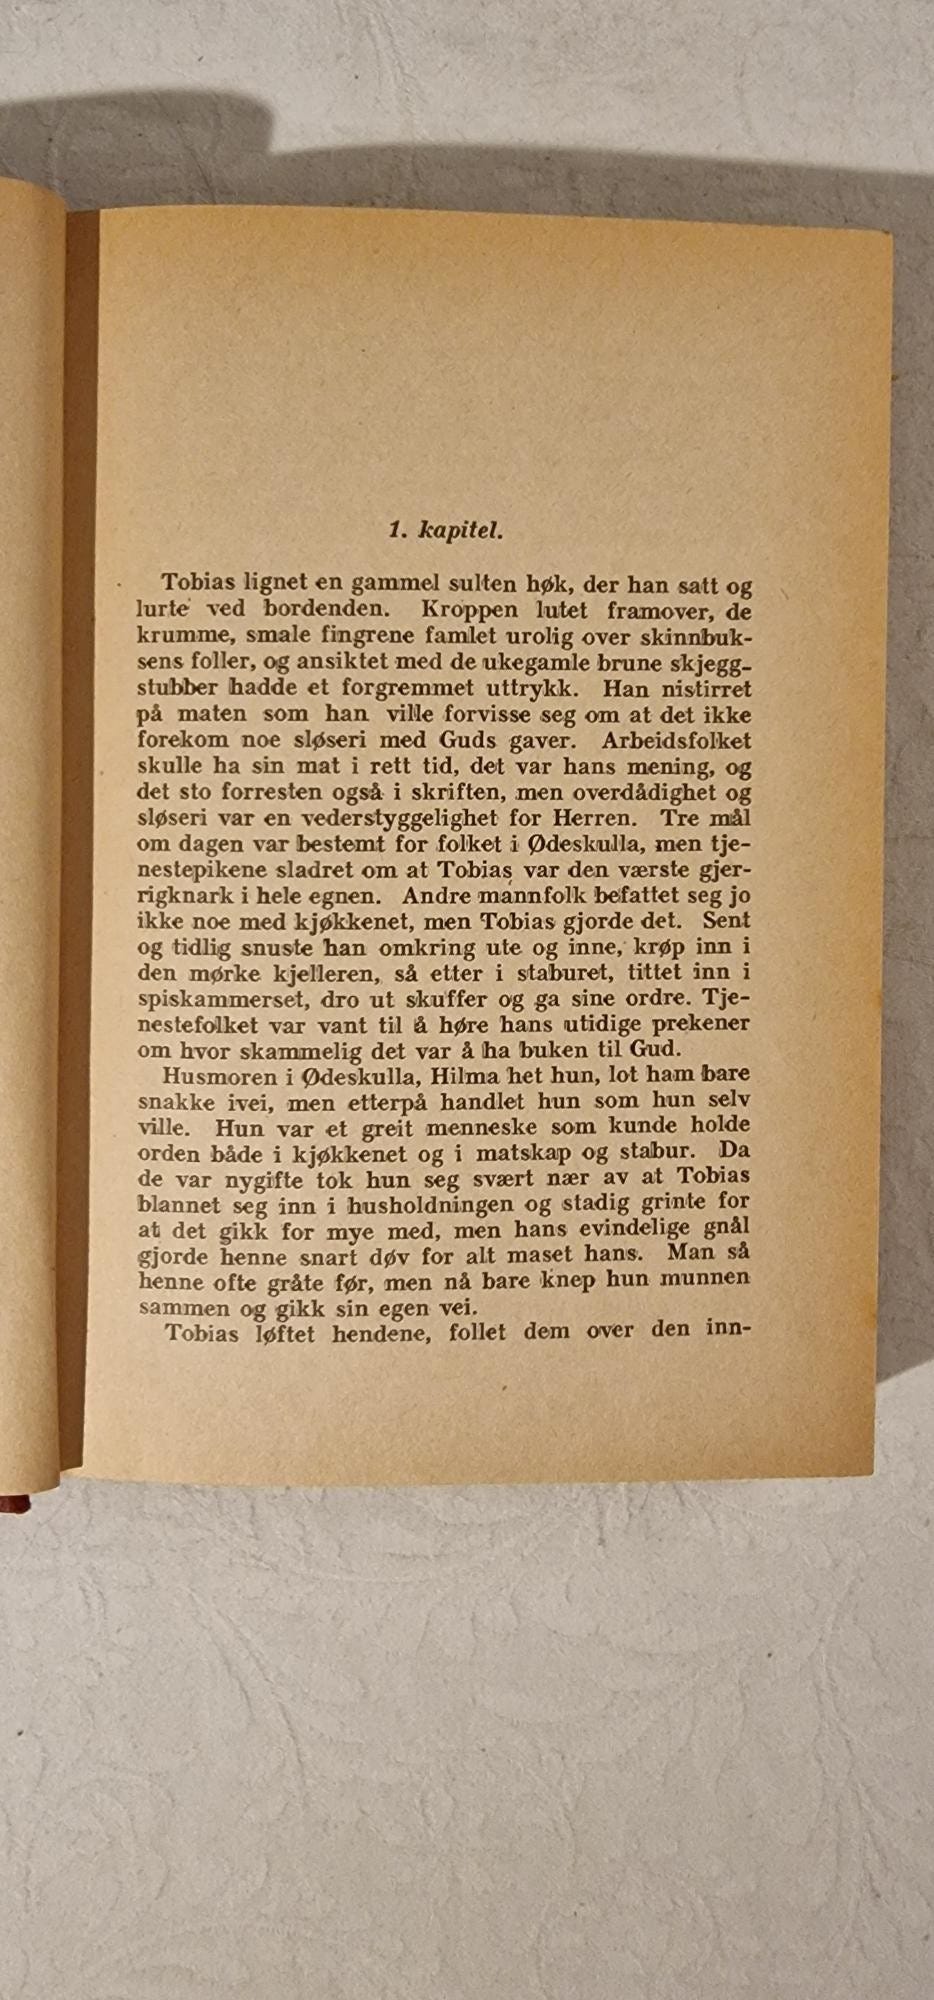 1. kapitel.
Tobias lignet en gammel sulten høk, der han satt og
lurte ved bordenden. Kroppen lutet framover, de
krumme, smale fingrene famlet urolig over skinnbuk-
sens foller, og ansiktet med de ukegamle brune skjegg-
stubber hadde et forgremmet uttrykk. Han nistirret
på maten som han ville forvisse seg om at det ikke
forekom noe sløseri med Guds gaver. Arbeidsfolket
skulle ha sin mat i rett tid, det var hans mening, og
det sto forresten også i skriften, men overdådighet og
sløseri var en vederstyggelighet for Herren. Tre mål
om dagen var bestemt for folket i Ødeskulla, men tje-
nestepikene sladret om at Tobias var den værste gjer-
rigknark i hele egnen. Andre mannfolk befattet seg jo
ikke noe med kjøkkenet, men Tobias gjorde det. Sent
og tidlig snuste han omkring ute og inne, krøp inn i
den mørke kjelleren, så etter i staburet, tittet inn i
spiskammerset, dro ut skuffer og ga sine ordre. Tje-
nestefolket var vant til å høre hans utidige prekener
om hvor skammelig det var å ha buken til Gud.
Husmoren i Ødeskulla, Hilma het hun, lot ham bare
snakke ivei, men etterpå handlet hun som hun selv
ville. Hun var et greit menneske som kunde holde
orden både i kjøkkenet og i matskap og stabur. Da
de var nygifte tok hun seg svært nær av at Tobias
blannet seg inn i husholdningen og stadig grinte for
at det gikk for mye med, men hans evindelige gnål
gjorde henne snart døv for alt maset hans. Man så
henne ofte gråte før, men nå bare knep hun munnen
sammen og gikk sin egen vei.
Tobias løftet hendene, follet dem over den inn-